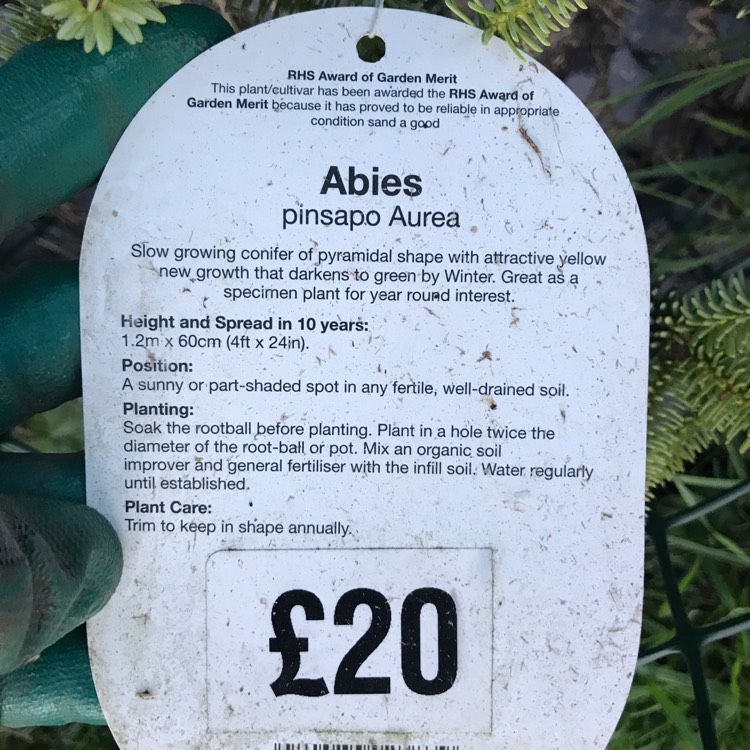 RHS Award of Garden Merit
This plant/cultivar has been awarded the RHS Award of
Garden Merit because it has proved to be reliable in appropriate
condition sand a good
Abies
pinsapo Aurea
Slow growing conifer of pyramidal shape with attractive yellow
new growth that darkens to green by Winter. Great as a
specimen plant for year round interest.
Height and Spread in 10 years:
1.2m x 60cm (4ft x 24in).
Position:
A sunny or part-shaded spot in any fertile, well-drained soil.
Planting:
Soak the rootball before planting. Plant in a hole twice the
diameter of the root-ball or pot. Mix an organic soil
improver and general fertiliser with the infill soil. Water regularly
until established.
Plant Care:
Trim to keep in shape annually.
£20